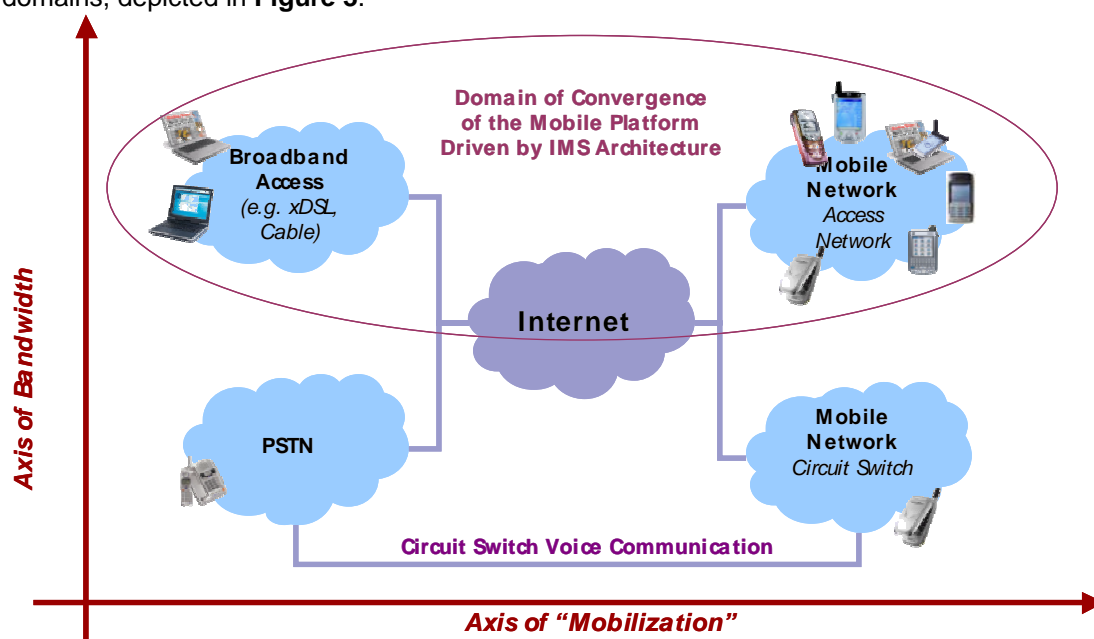 domains, depicted in Figure 3.
Domain of Convergence
of the Mobile Platform
Driven by IMS Architecture
Broadband
Access
(e.g. xDSL,
Cable)
Mobile
Network
Access
Network
Internet
PSTN
Mobile
Network
Circuit Switch
Circuit Switch Voice Communication
Axis of Bandwidth
Axis of “Mobilization”